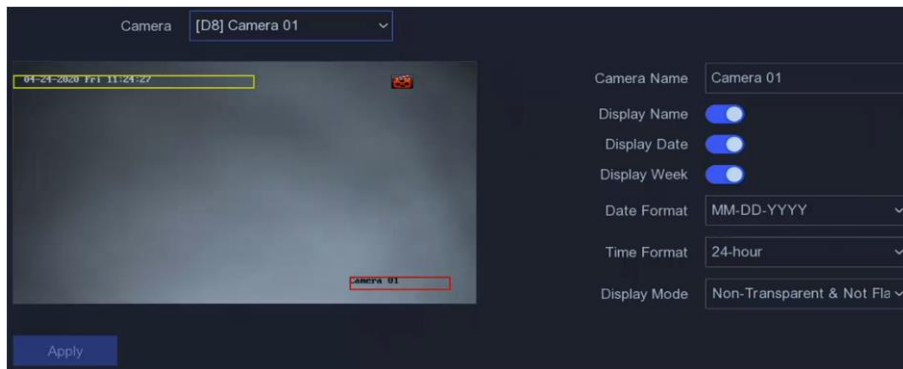 Camera [D8] Camera 01
04-24-2020 Fri 11:24:27
Camera 01
Camera Name Camera 01
Display Name
Display Date
Display Week
Date Format MM-DD-YYYY
Time Format 24-hour
Display Mode Non-Transparent & Not Fla
Apply